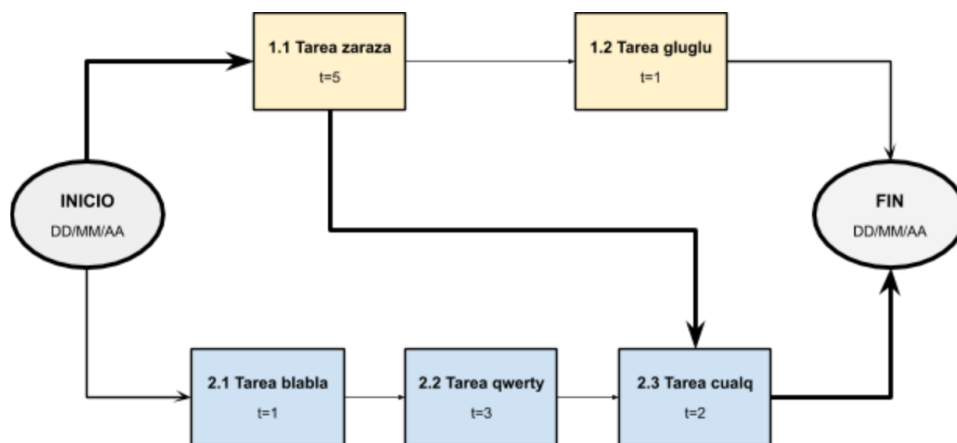 1.1 Tarea zaraza
t=5
1.2 Tarea gluglu
t=1
INICIO
DD/MM/AA
FIN
DD/MM/AA
2.1 Tarea blabla
t=1
2.2 Tarea qwerty
t=3
2.3 Tarea cualq
t=2